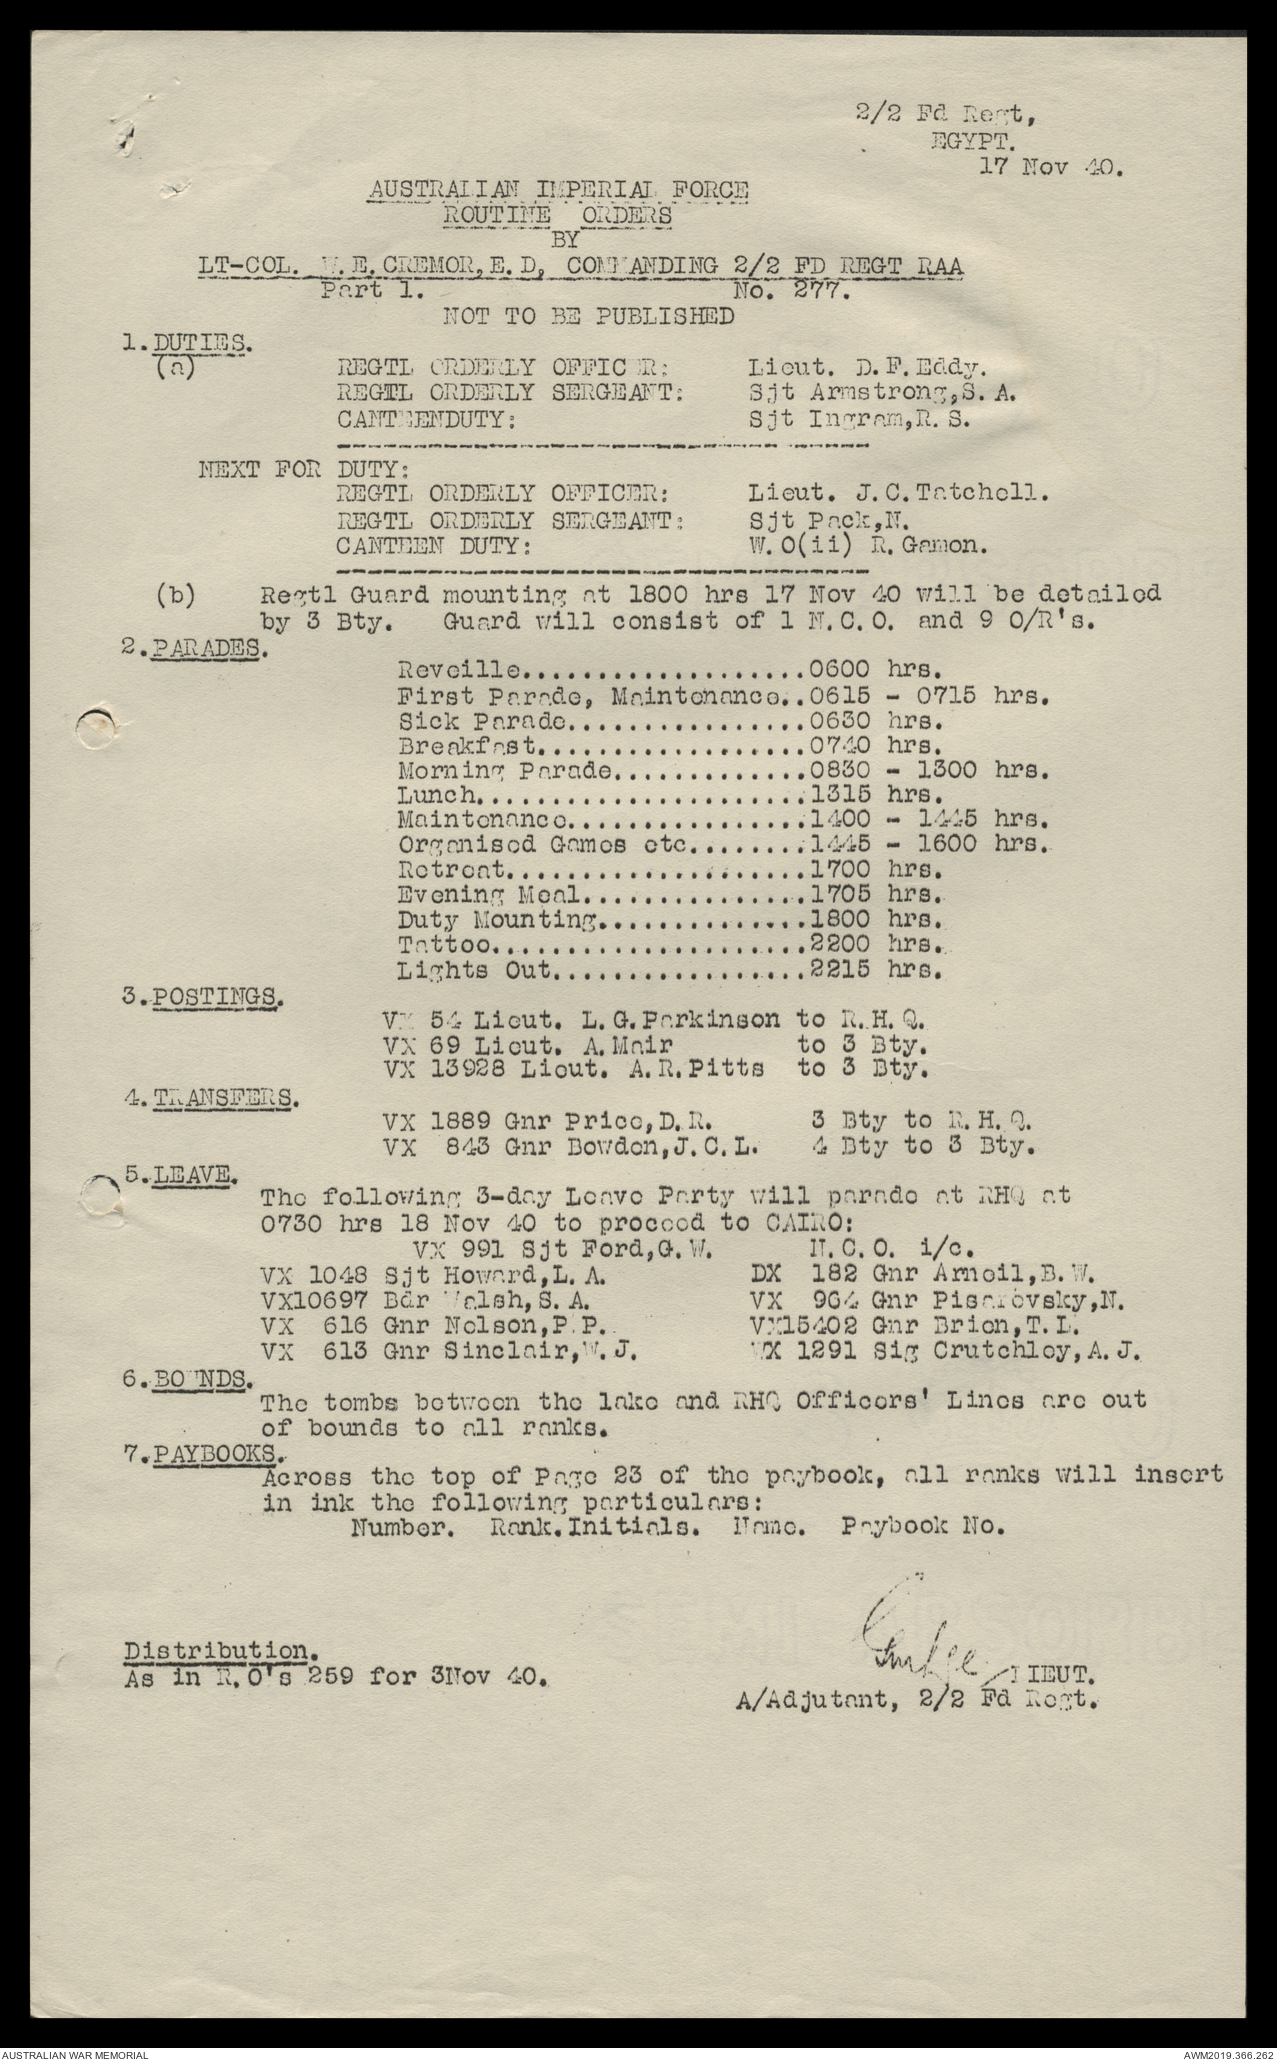 2/2 Fd Regt,
EGYPT.
17 Nov 40.
AUSTRALIAN IMPERIAL FORCE
ROUTINE ORDERS
BY
LT-COL. W.E.CREMOR,E.D, COMMANDING 2/2 FD REGT RAA
Part 1. No. 277.
NOT TO BE PUBLISHED
1.DUTIES.
(a) REGTL ORDERLY OFFICER: Lieut. D.F.Eddy.
REGTL ORDERLY SERGEANT: Sjt Armstrong,S.A.
CANTEENDUTY: Sjt Ingram,R.S.
NEXT FOR DUTY:
REGTL ORDERLY OFFICER: Lieut. J.C.Tatchell.
REGTL ORDERLY SERGEANT: Sjt Pack,N.
CANTEEN DUTY: W.O(ii) R.Gamon.
(b) Regtl Guard mounting at 1800 hrs 17 Nov 40 will be detailed
by 3 Bty. Guard will consist of 1 N.C.O. and 9 O/R's.
2.PARADES.
Reveille...................0600 hrs.
First Parade, Maintenance..0615 - 0715 hrs.
Sick Parade................0630 hrs.
Breakfast..................0740 hrs.
Morning Parade.............0830 - 1300 hrs.
Lunch......................1315 hrs.
Maintenance................1400 - 1445 hrs.
Organised Games etc........1445 - 1600 hrs.
Retreat....................1700 hrs.
Evening Meal...............1705 hrs.
Duty Mounting..............1800 hrs.
Tattoo.....................2200 hrs.
Lights Out.................2215 hrs.
3.POSTINGS.
VX 54 Lieut. L.G.Parkinson to R.H.Q.
VX 69 Lieut. A.Mair to 3 Bty.
VX 13928 Lieut. A.R.Pitts to 3 Bty.
4.TRANSFERS.
VX 1889 Gnr Price,D.R. 3 Bty to R.H.Q.
VX 843 Gnr Bowden,J.C.L. 4 Bty to 3 Bty.
5.LEAVE.
The following 3-day Leave Party will parade at RHQ at
0730 hrs 18 Nov 40 to proceed to CAIRO:
VX 991 Sjt Ford,G.W. N.C.O. i/c.
VX 1048 Sjt Howard,L.A. DX 182 Gnr Arneil,B.W.
VX10697 Bdr Walsh,S.A. VX 964 Gnr Pisarevsky,N.
VX 616 Gnr Nelson,P.P. VX15402 Gnr Brien,T.L.
VX 613 Gnr Sinclair,W.J. WX 1291 Sig Crutchley,A.J.
6.BOUNDS.
The tombs between the lake and RHQ Officers' Lines are out
of bounds to all ranks.
7.PAYBOOKS.
Across the top of Page 23 of the paybook, all ranks will insert
in ink the following particulars:
Number. Rank.Initials. Name. Paybook No.
Distribution.
As in R.O's 259 for 3Nov 40.
LIEUT.
A/Adjutant, 2/2 Fd Regt.
AUSTRALIAN WAR MEMORIAL
AWM2019.366.262